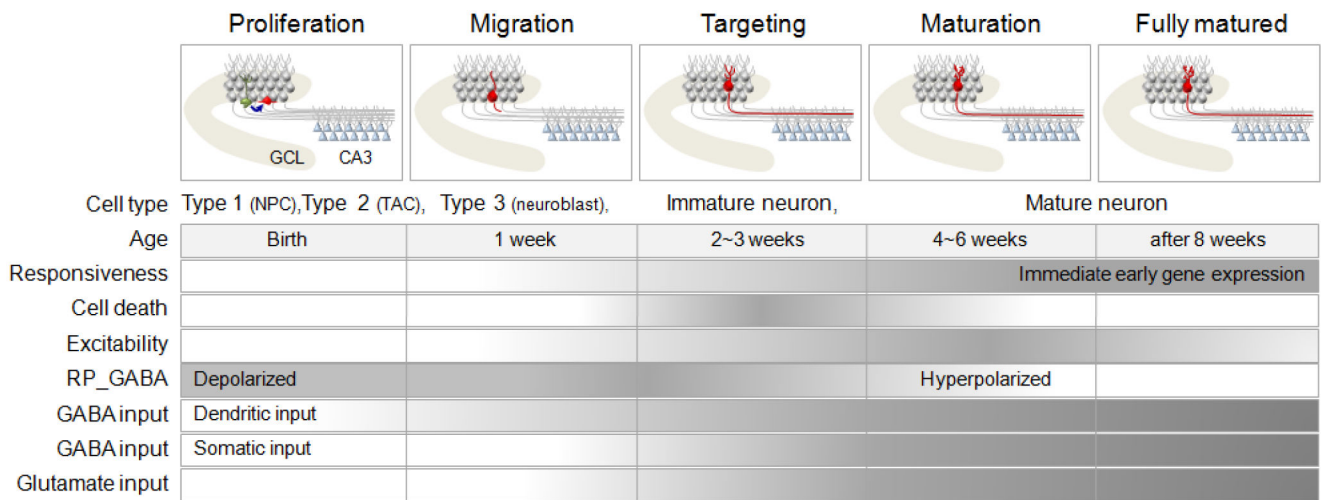 Proliferation Migration Targeting Maturation Fully matured
GCL CA3
Cell type Type 1 (NPC),Type 2 (TAC), Type 3 (neuroblast), Immature neuron, Mature neuron
Age Birth 1 week 2~3 weeks 4~6 weeks after 8 weeks
Responsiveness Immediate early gene expression
Cell death
Excitability
RP_GABA Depolarized Hyperpolarized
GABA input Dendritic input
GABA input Somatic input
Glutamate input